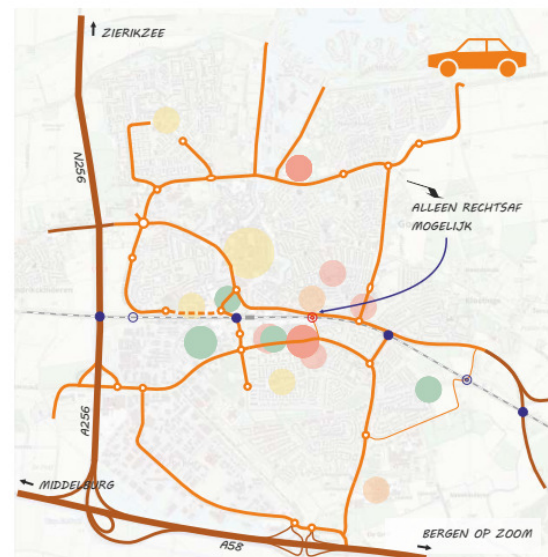 ZIERIKZEE
N256
ALLEEN RECHTSAF
MOGELIJK
A256
MIDDELBURG
A58
BERGEN OP ZOOM